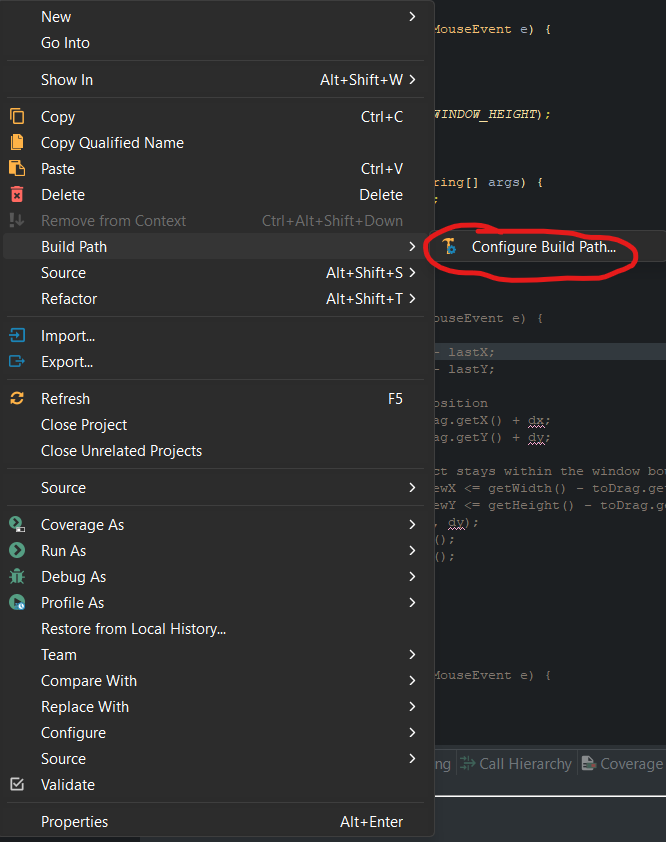 New
Go Into
Show In Alt+Shift+W
Copy Ctrl+C
Copy Qualified Name
Paste Ctrl+V
Delete Delete
Remove from Context Ctrl+Alt+Shift+Down
Build Path
Source Alt+Shift+S
Refactor Alt+Shift+T
Import...
Export...
Refresh F5
Close Project
Close Unrelated Projects
Source
Coverage As
Run As
Debug As
Profile As
Restore from Local History...
Team
Compare With
Replace With
Configure
Source
Validate
Properties Alt+Enter
Configure Build Path...
MouseEvent e) {
WINDOW_HEIGHT);
ring[] args) {
;
ouseEvent e) {
- lastX;
- lastY;
osition
ag.getX() + dx;
ag.getY() + dy;
ct stays within the window bou
ewX <= getWidth() - toDrag.get
ewY <= getHeight() - toDrag.ge
, dy);
();
();
MouseEvent e) {
ng Call Hierarchy Coverage